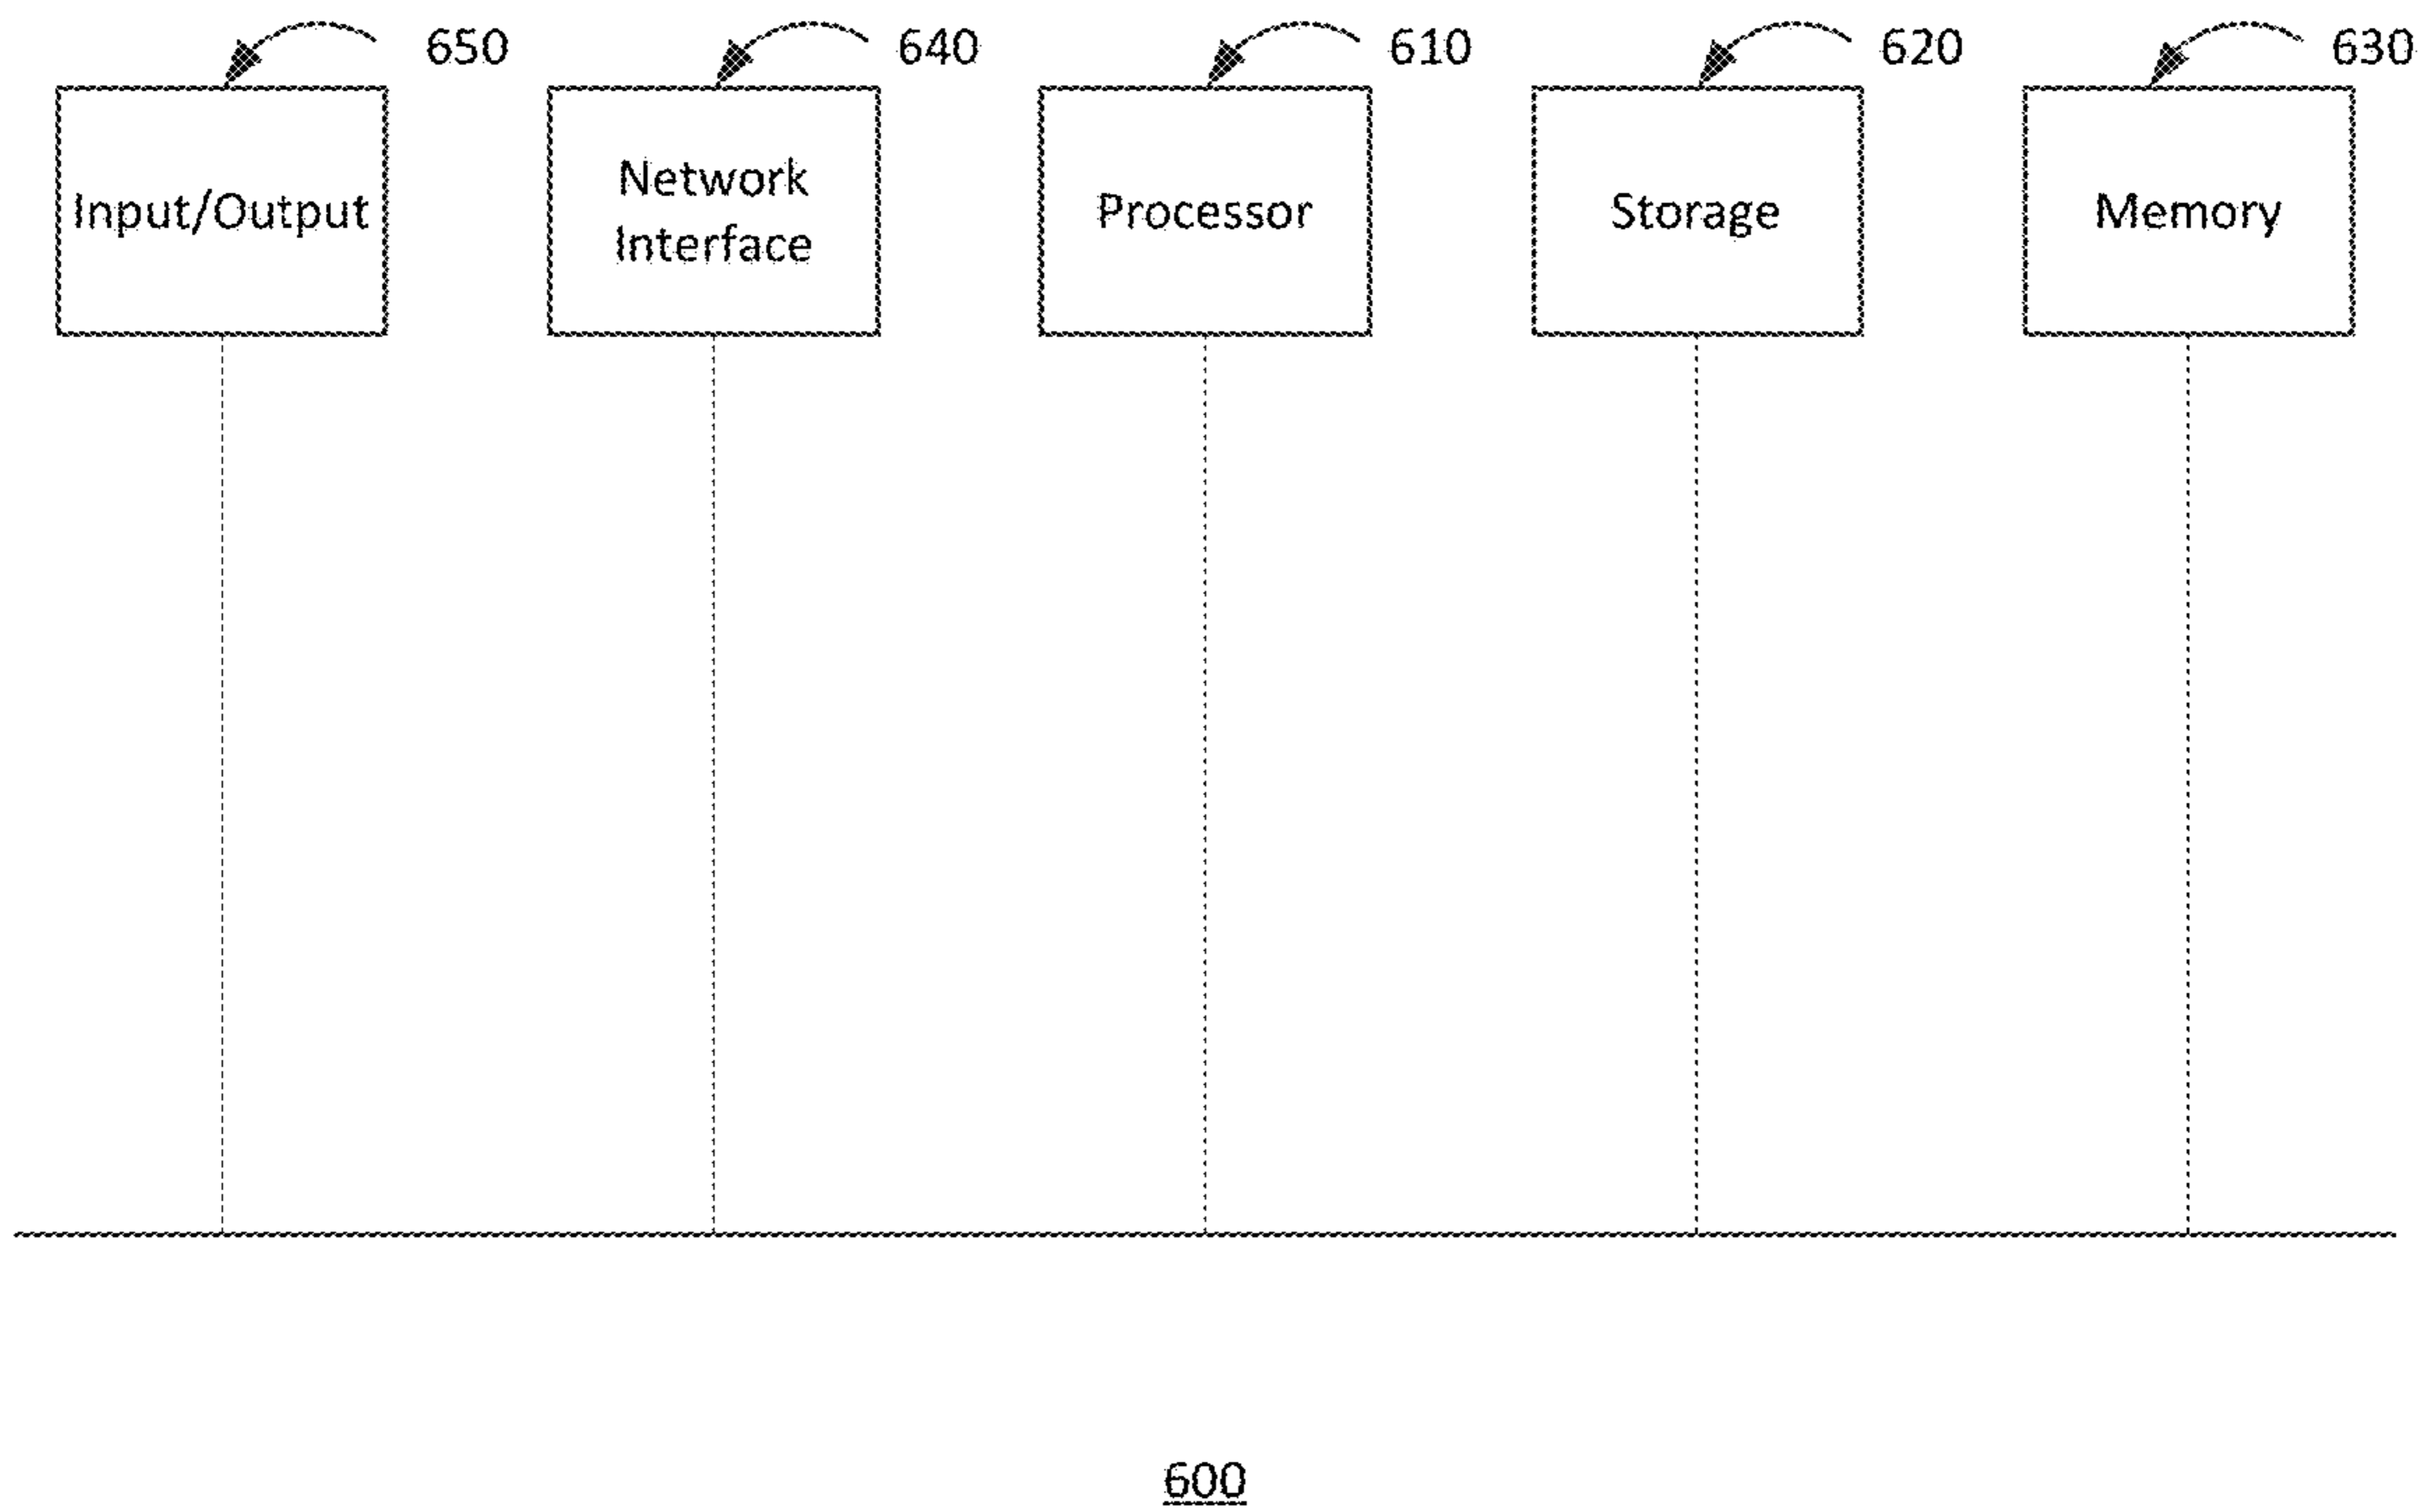 650
640
610
620
630
Input/Output
Network
Interface
Processor
Storage
Memory
600